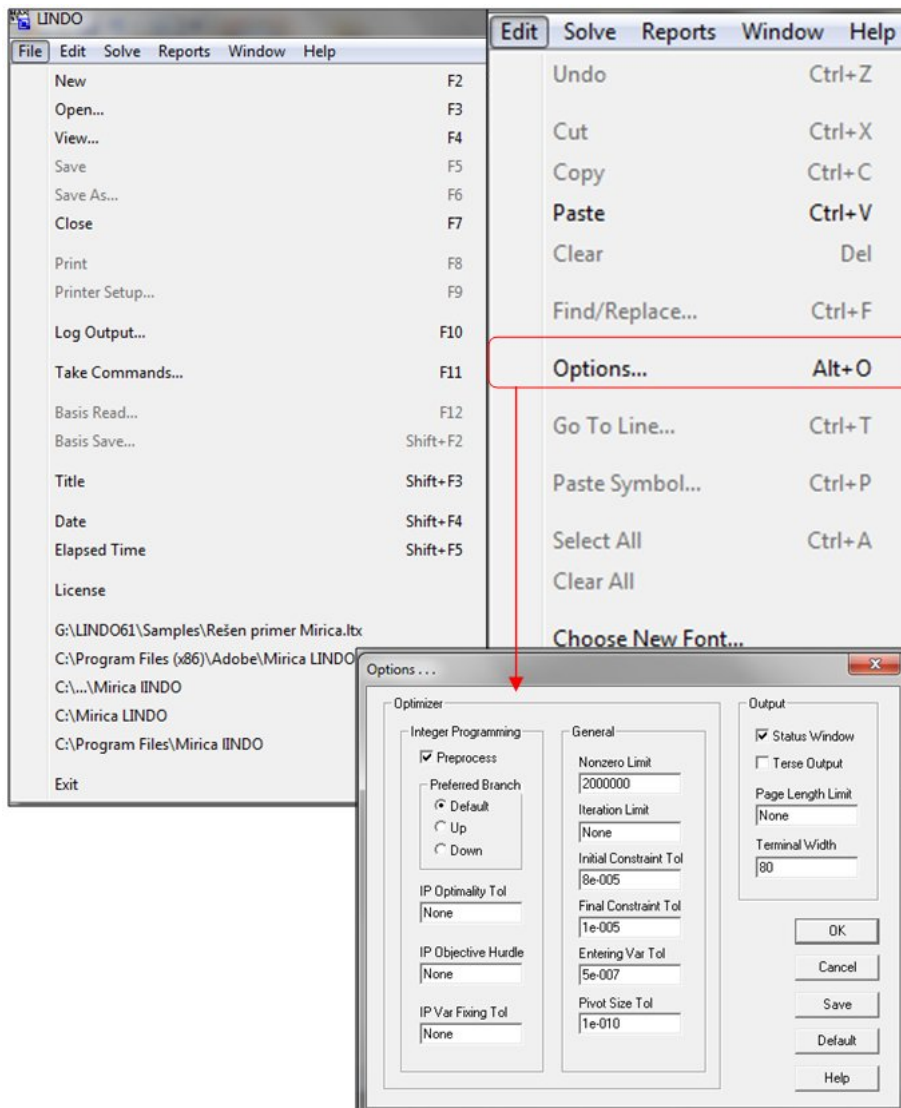 LINDO
File Edit Solve Reports Window Help
New F2
Open... F3
View... F4
Save F5
Save As... F6
Close F7
Print F8
Printer Setup... F9
Log Output... F10
Take Commands... F11
Basis Read... F12
Basis Save... Shift+F2
Title Shift+F3
Date Shift+F4
Elapsed Time Shift+F5
License
G:\LINDO61\Samples\Rešen primer Mirica.ltx
C:\Program Files (x86)\Adobe\Mirica LINDO
C:\...\Mirica lINDO
C:\Mirica LINDO
C:\Program Files\Mirica lINDO
Exit
Edit Solve Reports Window Help
Undo Ctrl+Z
Cut Ctrl+X
Copy Ctrl+C
Paste Ctrl+V
Clear Del
Find/Replace... Ctrl+F
Options... Alt+O
Go To Line... Ctrl+T
Paste Symbol... Ctrl+P
Select All Ctrl+A
Clear All
Choose New Font...
Options . . .
Optimizer
Integer Programming
Preprocess
Preferred Branch
Default
Up
Down
IP Optimality Tol
None
IP Objective Hurdle
None
IP Var Fixing Tol
None
General
Nonzero Limit
2000000
Iteration Limit
None
Initial Constraint Tol
8e-005
Final Constraint Tol
1e-005
Entering Var Tol
5e-007
Pivot Size Tol
1e-010
Output
Status Window
Terse Output
Page Length Limit
None
Terminal Width
80
OK
Cancel
Save
Default
Help